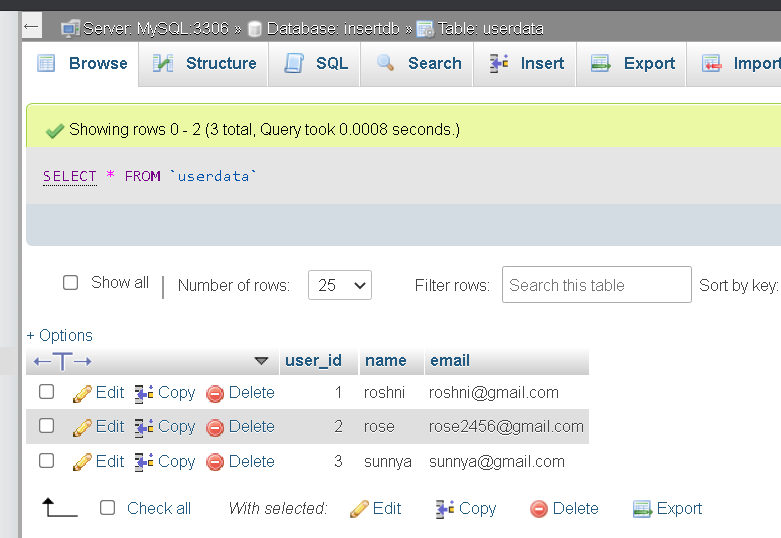 Server: MySQL:3306 » Database: insertdb » Table: userdata
Browse Structure SQL Search Insert Export Import
Showing rows 0 - 2 (3 total, Query took 0.0008 seconds.)
SELECT * FROM `userdata`
Show all | Number of rows: 25 Filter rows: Search this table Sort by key:
+ Options
←T→ user_id name email
Edit Copy Delete 1 roshni roshni@gmail.com
Edit Copy Delete 2 rose rose2456@gmail.com
Edit Copy Delete 3 sunnya sunnya@gmail.com
Check all With selected: Edit Copy Delete Export